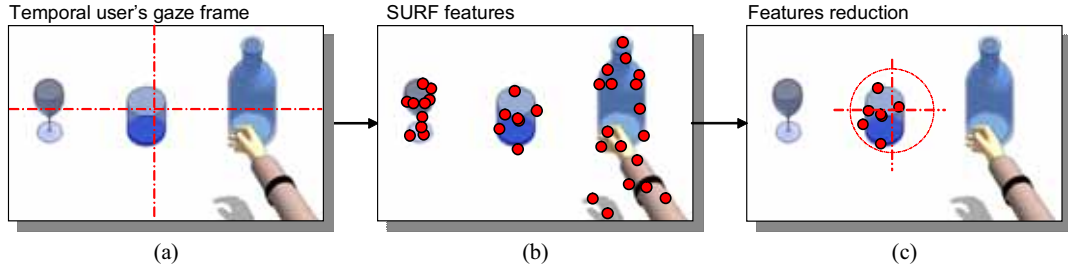 Temporal user's gaze frame
SURF features
Features reduction
(a)
(b)
(c)